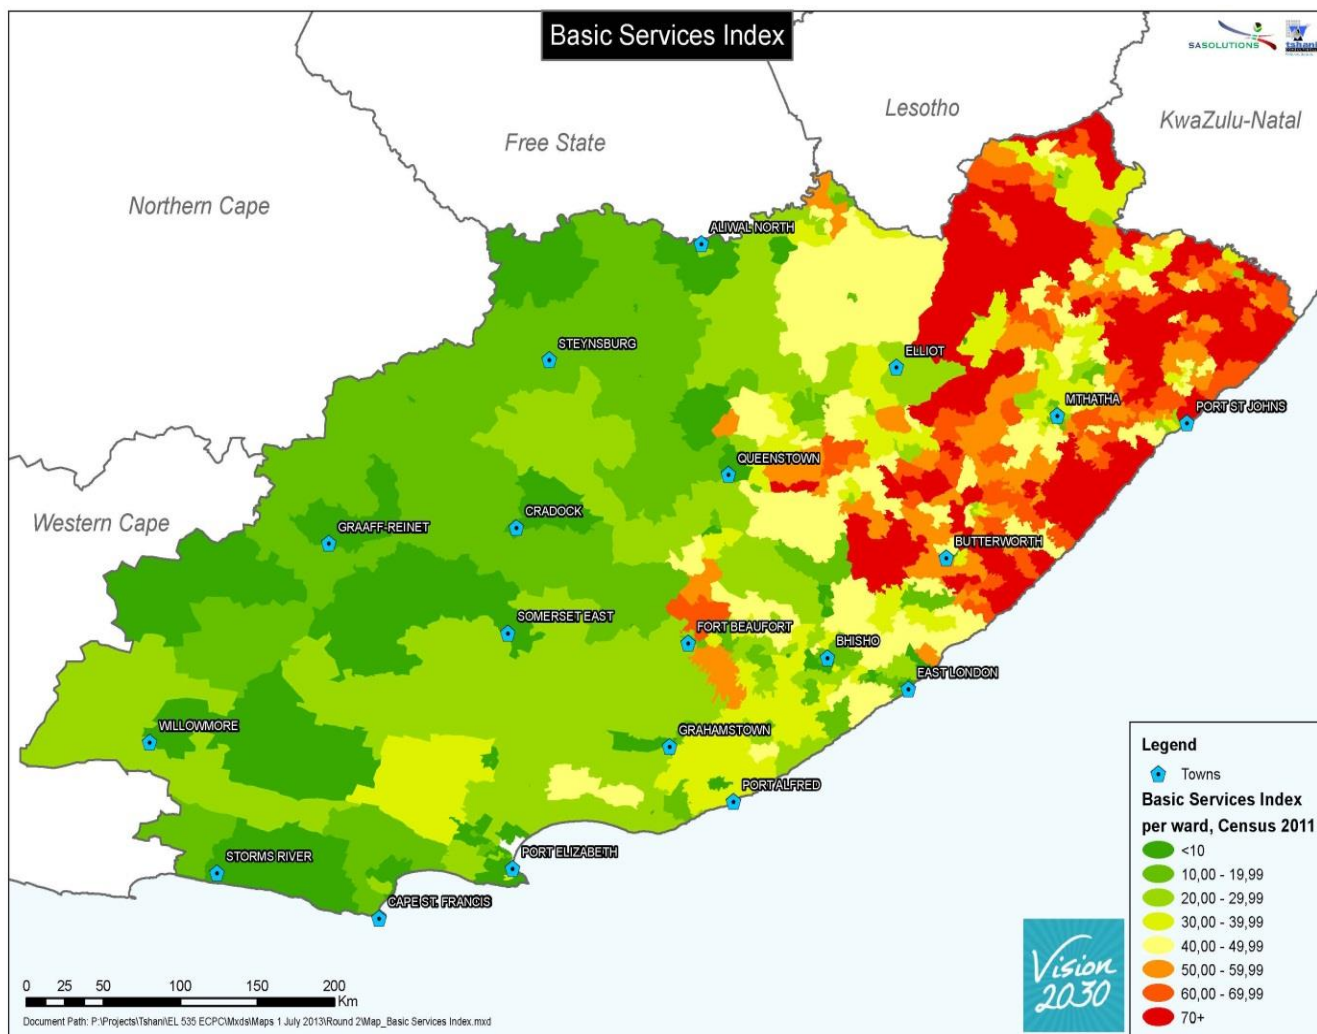 Basic Services Index
SASOLUTIONS
tshani
Lesotho
KwaZulu-Natal
Free State
Northern Cape
ALIWAL NORTH
STEYNSBURG
ELLIOT
MTHATHA
PORT ST JOHNS
QUEENSTOWN
Western Cape
GRAAFF-REINET
CRADOCK
BUTTERWORTH
SOMERSET EAST
FORT BEAUFORT
BHISHO
EAST LONDON
WILLOWMORE
GRAHAMSTOWN
PORT ALFRED
STORMS RIVER
PORT ELIZABETH
CAPE ST. FRANCIS
Legend
Towns
Basic Services Index
per ward, Census 2011
<10
10,00 - 19,99
20,00 - 29,99
30,00 - 39,99
40,00 - 49,99
50,00 - 59,99
60,00 - 69,99
70+
Vision
2030
0 25 50 100 150 200
Km
Document Path: P:\Projects\Tshani\EL 535 ECPC\Mxds\Maps 1 July 2013\Round 2\Map_Basic Services Index.mxd